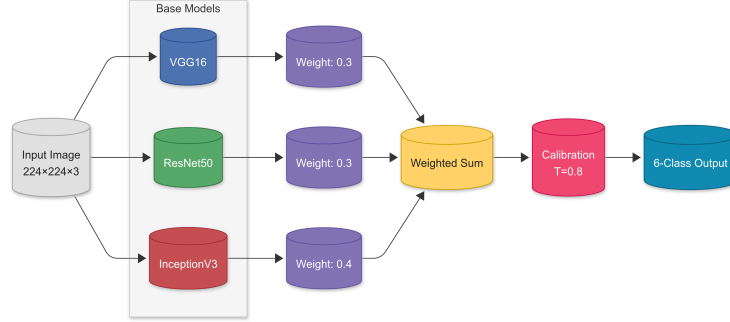 Base Models
VGG16
Weight: 0.3
Input Image
224×224×3
ResNet50
Weight: 0.3
Weighted Sum
Calibration
T=0.8
6-Class Output
InceptionV3
Weight: 0.4